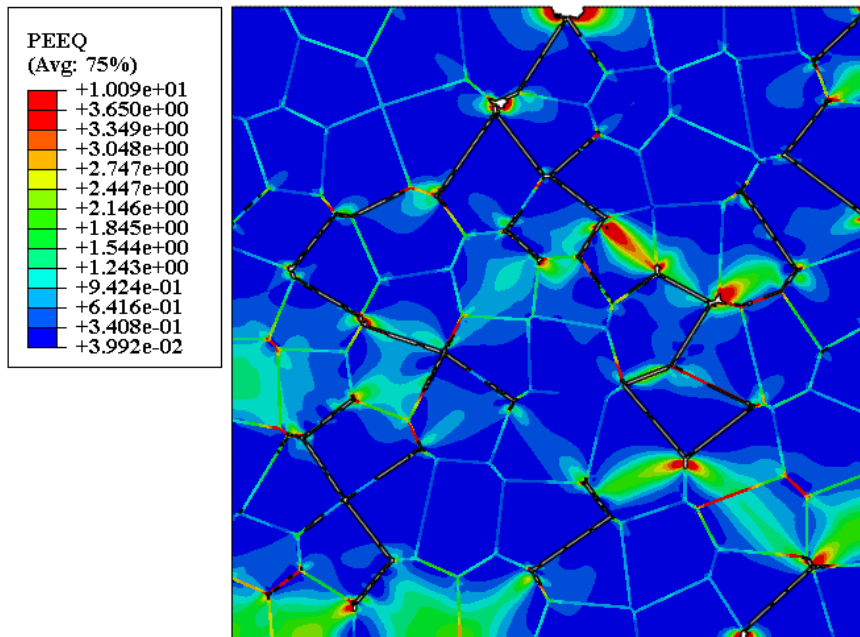 PEEQ
(Avg: 75%)
+1.009e+01
+3.650e+00
+3.349e+00
+3.048e+00
+2.747e+00
+2.447e+00
+2.146e+00
+1.845e+00
+1.544e+00
+1.243e+00
+9.424e-01
+6.416e-01
+3.408e-01
+3.992e-02